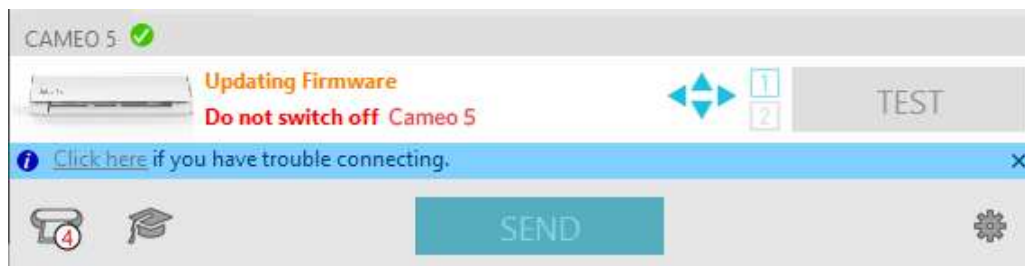 CAMEO 5
Updating Firmware
Do not switch off Cameo 5
1
2
TEST
i Click here if you have trouble connecting.
4
SEND